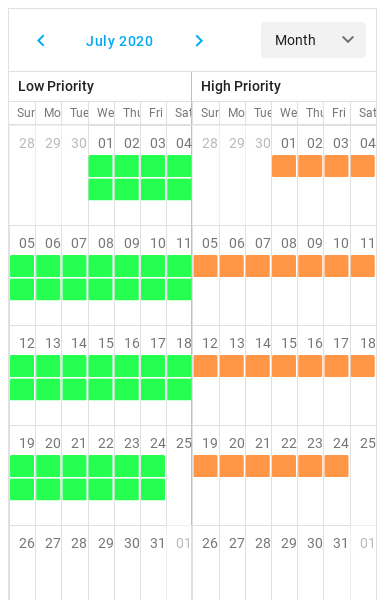 July 2020 Month
Low Priority High Priority
Sun Mo Tue We Thu Fri Sat Sun Mo Tue We Thu Fri Sat
28 29 30 01 02 03 04 28 29 30 01 02 03 04
05 06 07 08 09 10 11 05 06 07 08 09 10 11
12 13 14 15 16 17 18 12 13 14 15 16 17 18
19 20 21 22 23 24 25 19 20 21 22 23 24 25
26 27 28 29 30 31 01 26 27 28 29 30 31 01